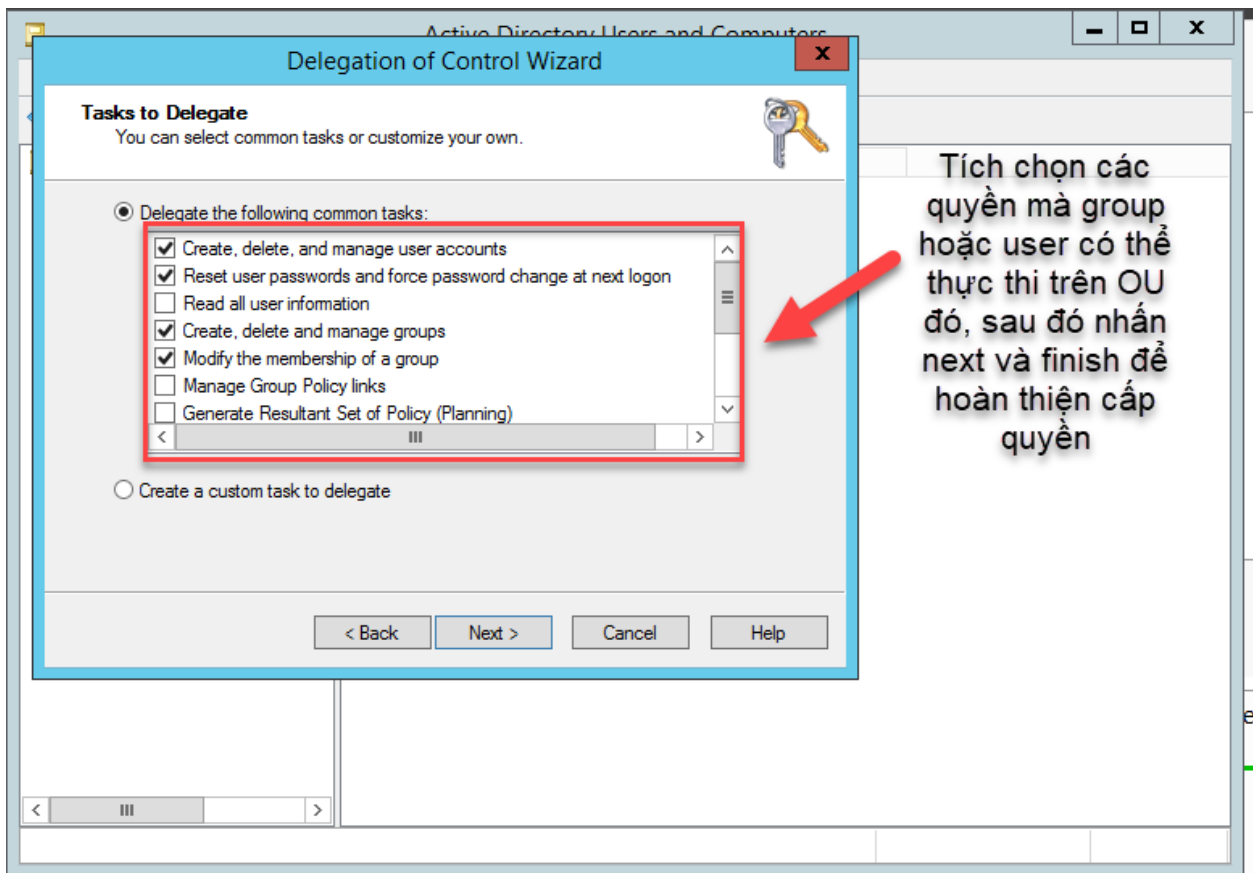 Active Directory Users and Computers
Delegation of Control Wizard
X
X
Tasks to Delegate
You can select common tasks or customize your own.
Delegate the following common tasks:
Create, delete, and manage user accounts
Reset user passwords and force password change at next logon
Read all user information
Create, delete and manage groups
Modify the membership of a group
Manage Group Policy links
Generate Resultant Set of Policy (Planning)
Create a custom task to delegate
< Back
Next >
Cancel
Help
Tích chọn các
quyền mà group
hoặc user có thể
thực thi trên OU
đó, sau đó nhấn
next và finish để
hoàn thiện cấp
quyền